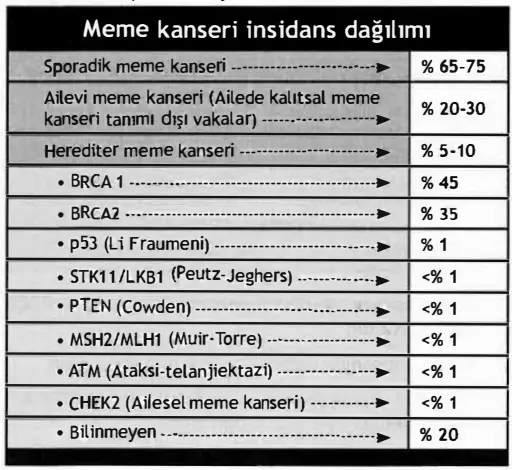 Meme kanseri insidans dağılımı
Sporadik meme kanseri % 65-75
Ailevi meme kanseri (Ailede kalıtsal meme
kanseri tanımı dışı vakalar) % 20-30
Herediter meme kanseri % 5-10
• BRCA 1 % 45
• BRCA2 % 35
• p53 (Li Fraumeni) % 1
• STK11/LKB1 (Peutz-Jeghers) <% 1
• PTEN (Cowden) <% 1
• MSH2/MLH1 (Muir-Torre) <% 1
• ATM (Ataksi-telanjiektazi) <% 1
• CHEK2 (Ailesel meme kanseri) <% 1
• Bilinmeyen % 20